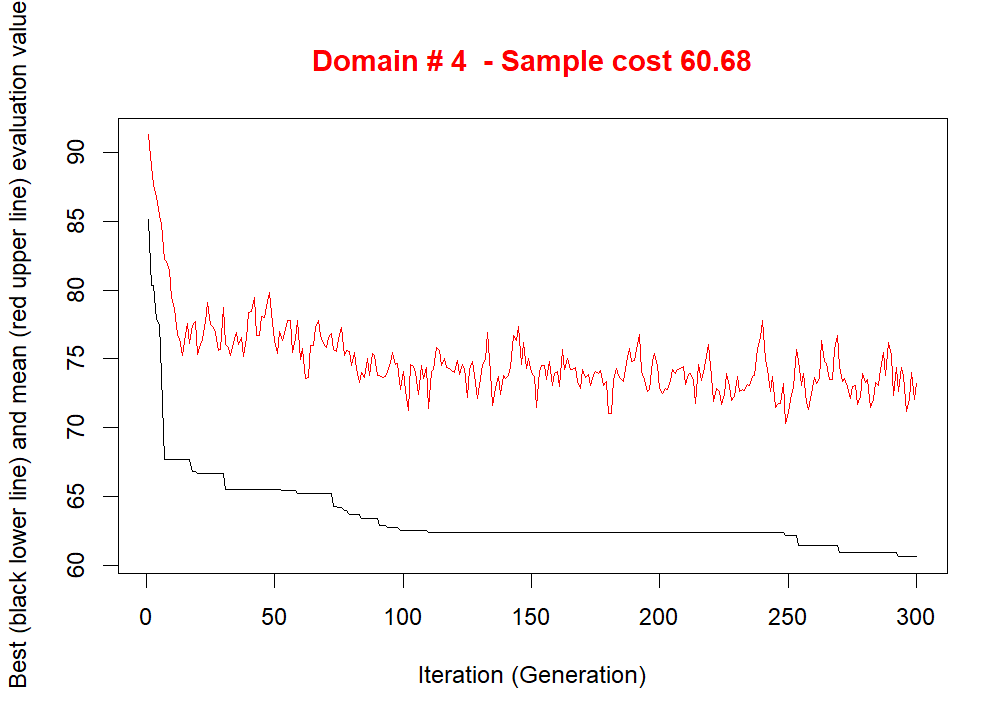 Domain # 4  - Sample cost 60.68
Best (black lower line) and mean (red upper line) evaluation value
90
85
80
75
70
65
60
0 50 100 150 200 250 300
Iteration (Generation)